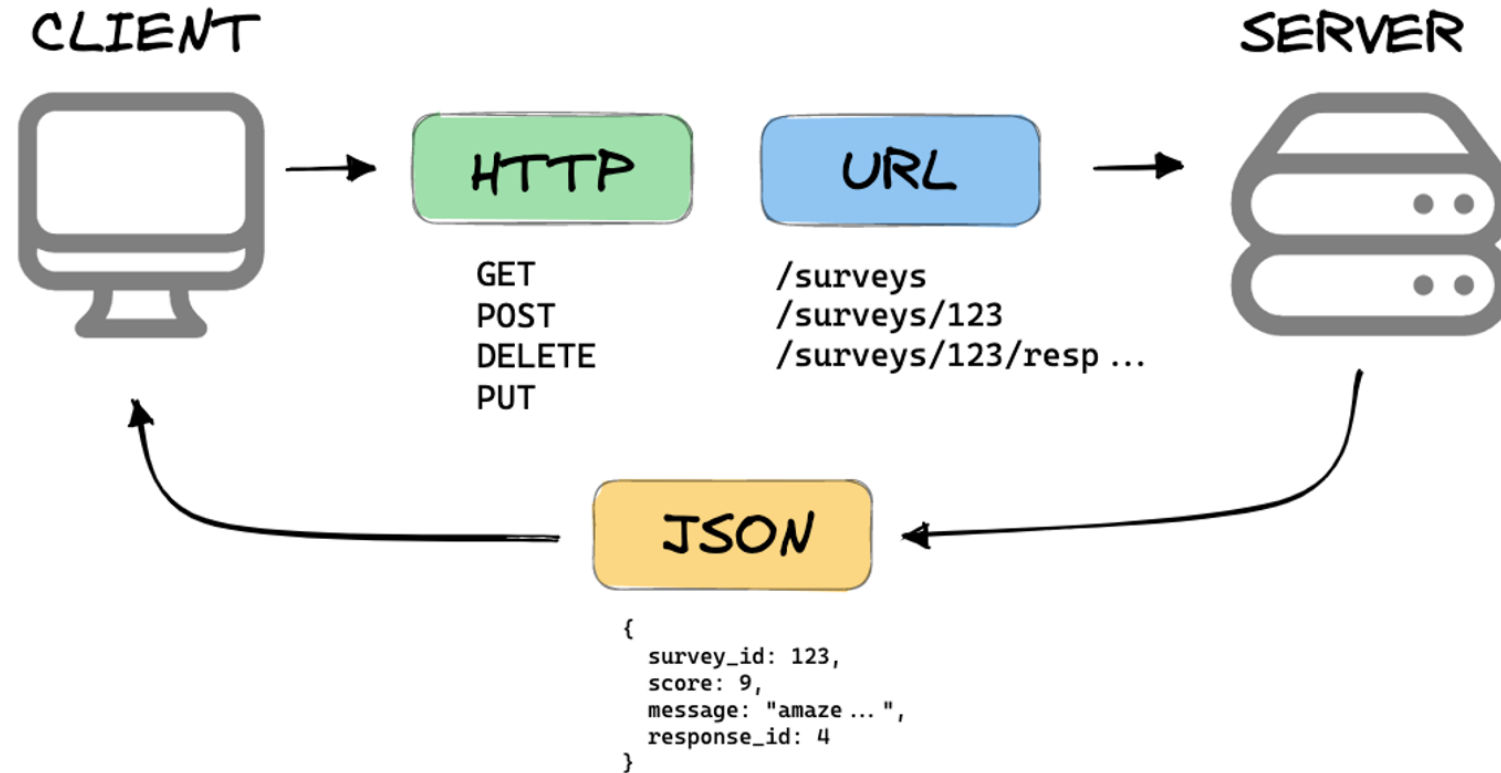 CLIENT
SERVER
HTTP
URL
GET
POST
DELETE
PUT
/surveys
/surveys/123
/surveys/123/resp ...
JSON
{
survey_id: 123,
score: 9,
message: "amaze ... ",
response_id: 4
}